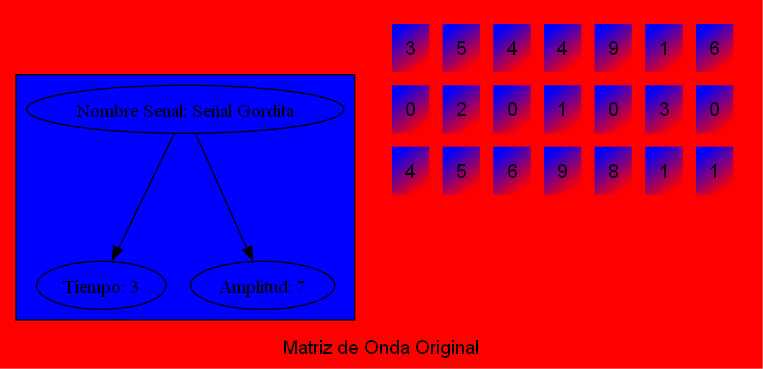 Nombre Senal: Señal Gordita
Tiempo: 3
Amplitud: 7
3 5 4 4 9 1 6
0 2 0 1 0 3 0
4 5 6 9 8 1 1
Matriz de Onda Original